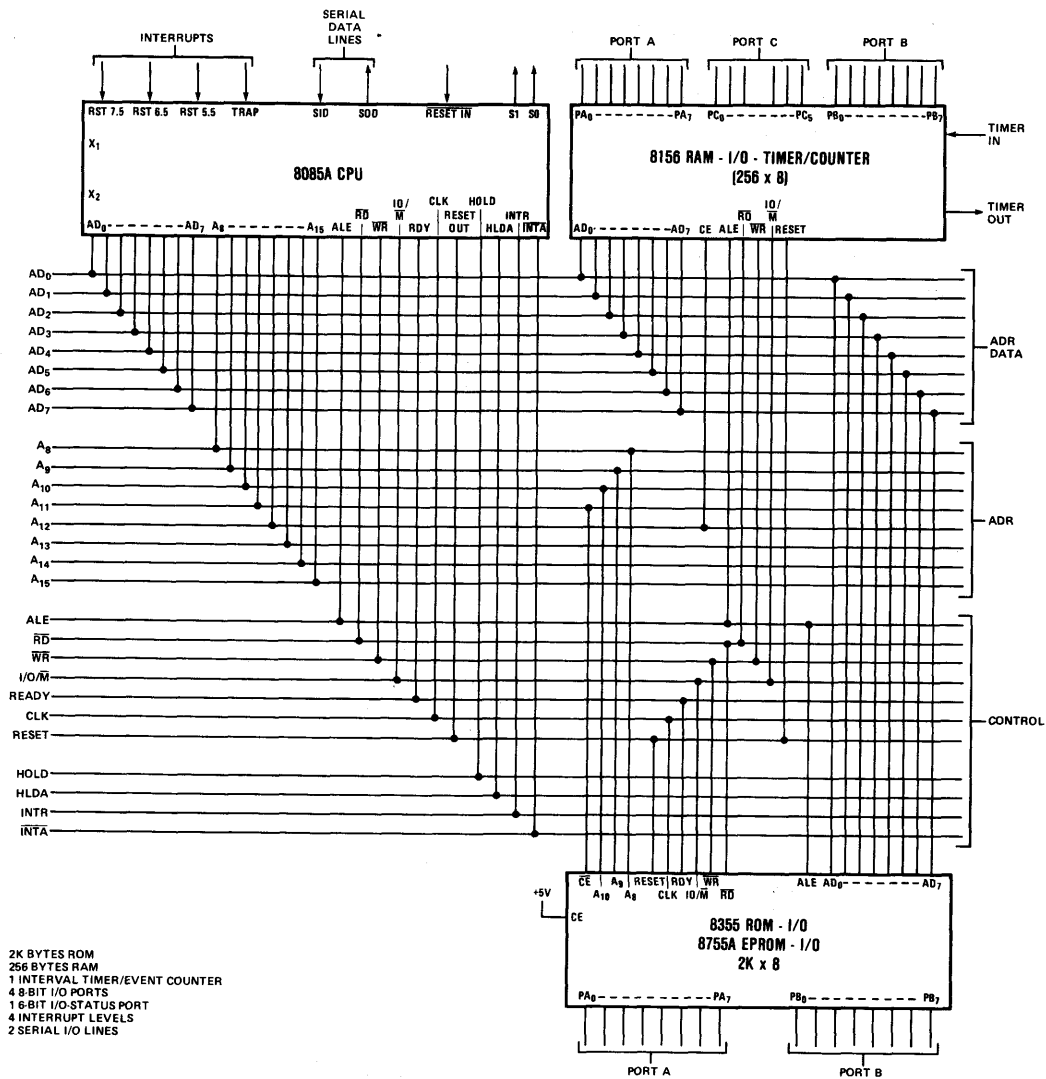 INTERRUPTS
SERIAL
DATA
LINES
PORT A
PORT C
PORT B
RST 7.5 RST 6.5 RST 5.5 TRAP SID SOD RESET IN S1 S0
X1
8085A CPU
X2
AD0 AD7 A8 A15 ALE RD WR IO/M RDY CLK RESET OUT HOLD HLDA INTR INTA
PA0 PA7 PC0 PC5 PB0 PB7
8156 RAM - I/O - TIMER/COUNTER
(256 x 8)
TIMER
IN
TIMER
OUT
AD0 AD7 CE ALE RD WR IO/M RESET
AD0
AD1
AD2
AD3
AD4
AD5
AD6
AD7
ADR
DATA
A8
A9
A10
A11
A12
A13
A14
A15
ADR
ALE
RD
WR
I/O/M
READY
CLK
RESET
HOLD
HLDA
INTR
INTA
CONTROL
+5V
CE A10 A9 A8 RESET CLK RDY IO/M WR RD ALE AD0 AD7
CE
8355 ROM - I/O
8755A EPROM - I/O
2K x 8
PA0 PA7 PB0 PB7
PORT A
PORT B
2K BYTES ROM
256 BYTES RAM
1 INTERVAL TIMER/EVENT COUNTER
4 8-BIT I/O PORTS
1 6-BIT I/O-STATUS PORT
4 INTERRUPT LEVELS
2 SERIAL I/O LINES